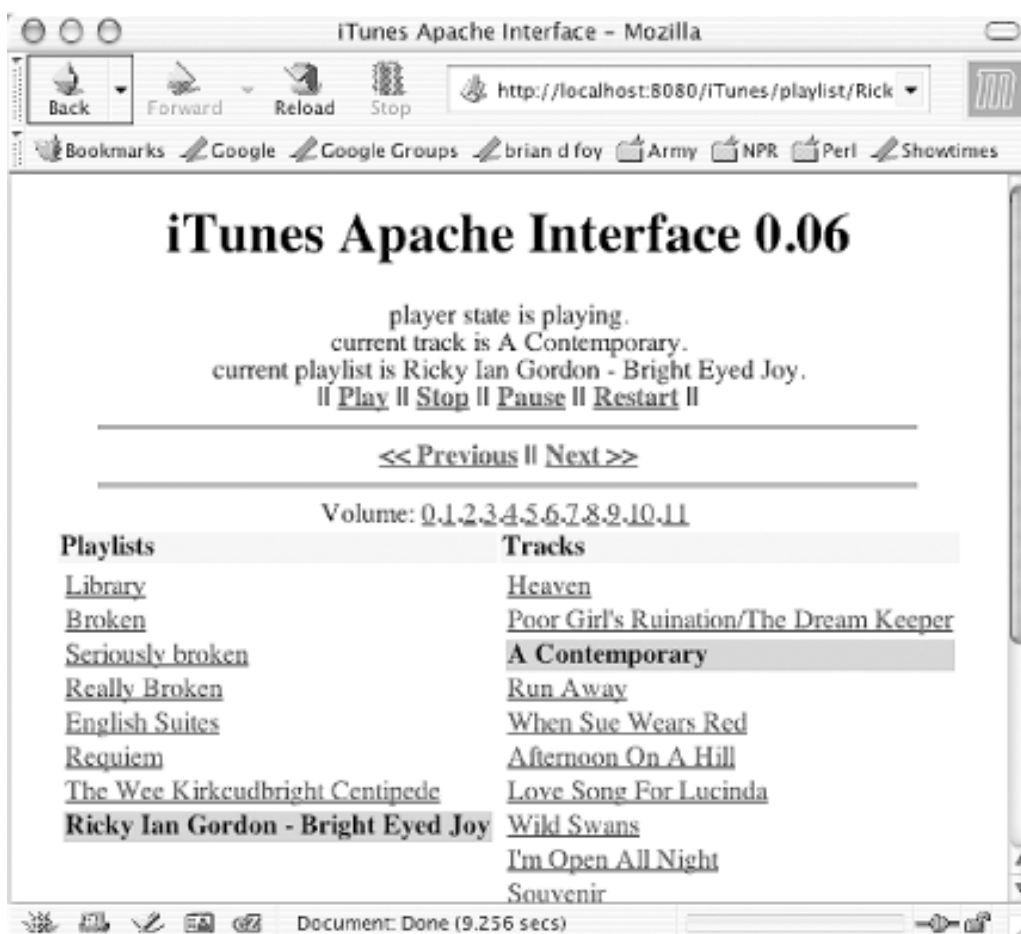 iTunes Apache Interface - Mozilla
Back Forward Reload Stop http://localhost:8080/iTunes/playlist/Rick
Bookmarks Google Google Groups brian d foy Army NPR Perl Showtimes
iTunes Apache Interface 0.06
player state is playing.
current track is A Contemporary.
current playlist is Ricky Ian Gordon - Bright Eyed Joy.
|| Play || Stop || Pause || Restart ||
<< Previous || Next >>
Volume: 0,1,2,3,4,5,6,7,8,9,10,11
Playlists Tracks
Library Heaven
Broken Poor Girl's Ruination/The Dream Keeper
Seriously broken A Contemporary
Really Broken Run Away
English Suites When Sue Wears Red
Requiem Afternoon On A Hill
The Wee Kirkcudbright Centipede Love Song For Lucinda
Ricky Ian Gordon - Bright Eyed Joy Wild Swans
I'm Open All Night
Souvenir
Document: Done (9.256 secs)